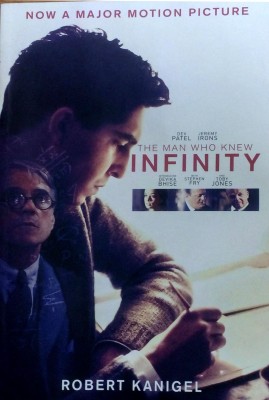 NOW A MAJOR MOTION PICTURE
DEV PATEL
JEREMY IRONS
THE MAN WHO KNEW
INFINITY
DEVIKA BHISE
STEPHEN FRY
TOBY JONES
ROBERT KANIGEL